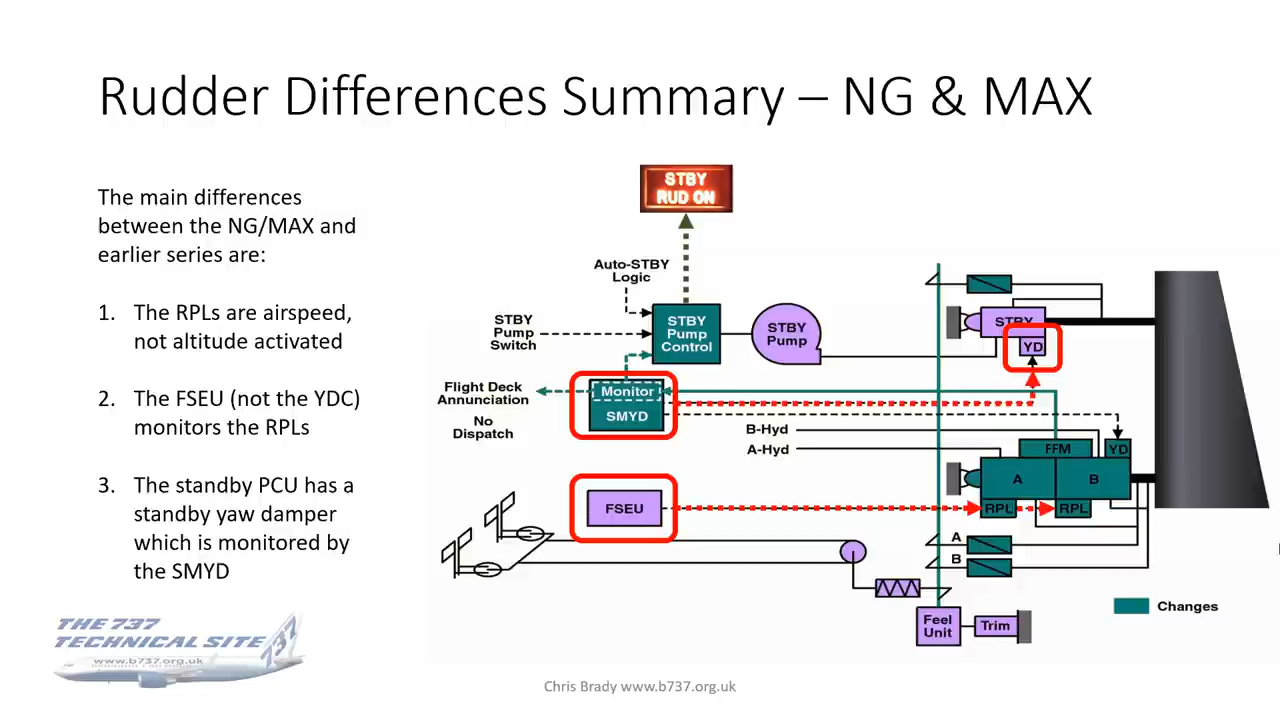 Rudder Differences Summary – NG & MAX
The main differences
between the NG/MAX and
earlier series are:
1. The RPLs are airspeed,
not altitude activated
2. The FSEU (not the YDC)
monitors the RPLs
3. The standby PCU has a
standby yaw damper
which is monitored by
the SMYD
STBY
RUD ON
Auto-STBY
Logic
STBY
Pump
Switch
STBY
Pump
Control
STBY
Pump
STBY
YD
Flight Deck
Annunciation
No
Dispatch
Monitor
SMYD
B-Hyd
A-Hyd
FFM
YD
A
B
RPL
RPL
FSEU
A
B
Feel
Unit
Trim
Changes
THE 737
TECHNICAL SITE
www.b737.org.uk
737
Chris Brady www.b737.org.uk